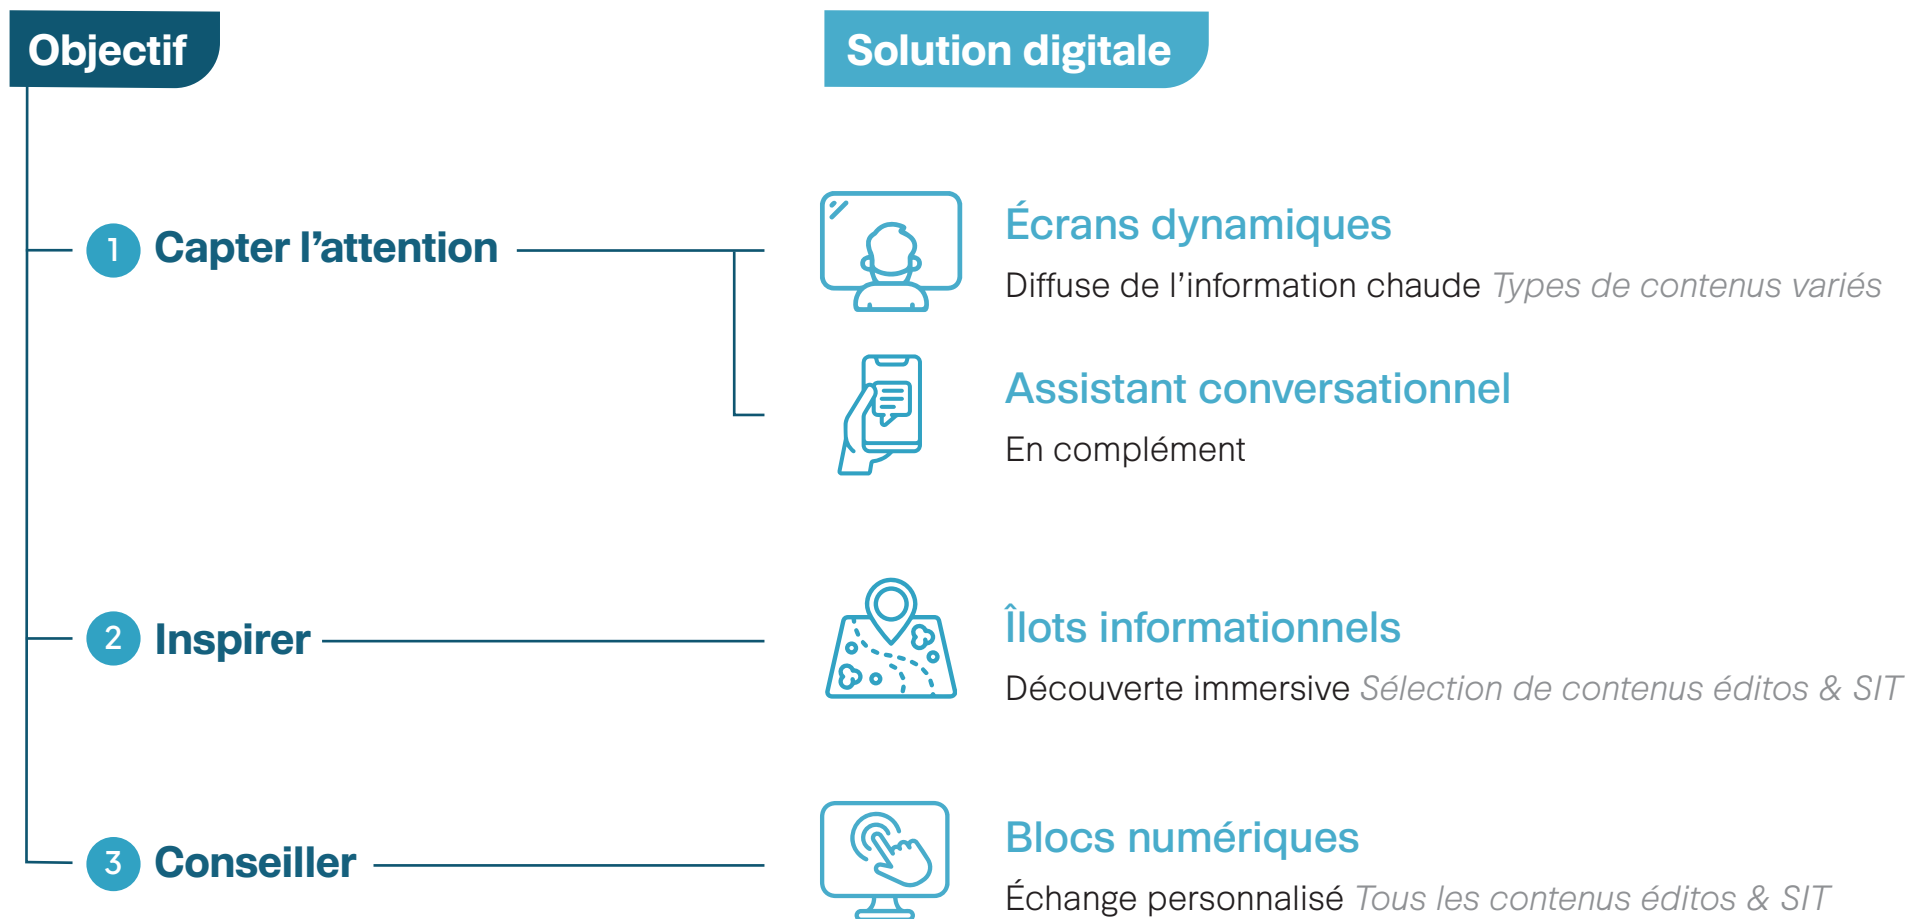 Objectif
Solution digitale
1 Capter l’attention
Écrans dynamiques
Diffuse de l’information chaude Types de contenus variés
Assistant conversationnel
En complément
2 Inspirer
Îlots informationnels
Découverte immersive Sélection de contenus éditos & SIT
3 Conseiller
Blocs numériques
Échange personnalisé Tous les contenus éditos & SIT